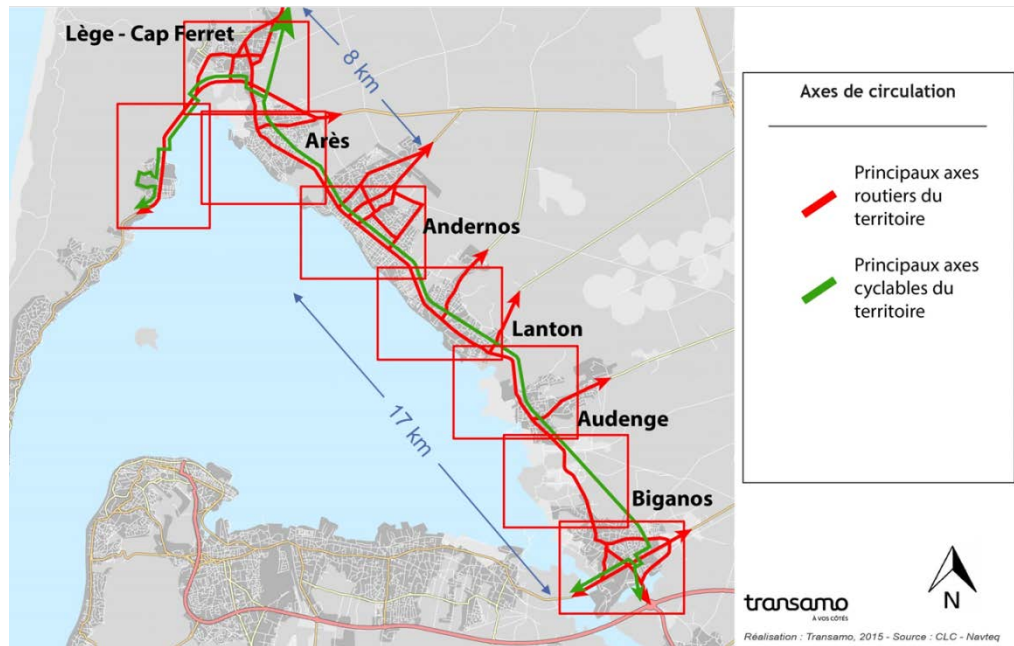 Lège - Cap Ferret
8 km
Arès
Andernos
Lanton
17 km
Audenge
Biganos
Axes de circulation
Principaux axes
routiers du
territoire
Principaux axes
cyclables du
territoire
N
transamo
À VOS CÔTÉS
Réalisation : Transamo, 2015 - Source : CLC - Navteq